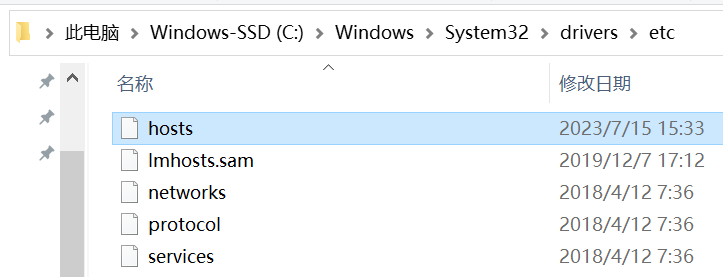 此电脑 > Windows-SSD (C:) > Windows > System32 > drivers > etc
名称 修改日期
hosts 2023/7/15 15:33
lmhosts.sam 2019/12/7 17:12
networks 2018/4/12 7:36
protocol 2018/4/12 7:36
services 2018/4/12 7:36